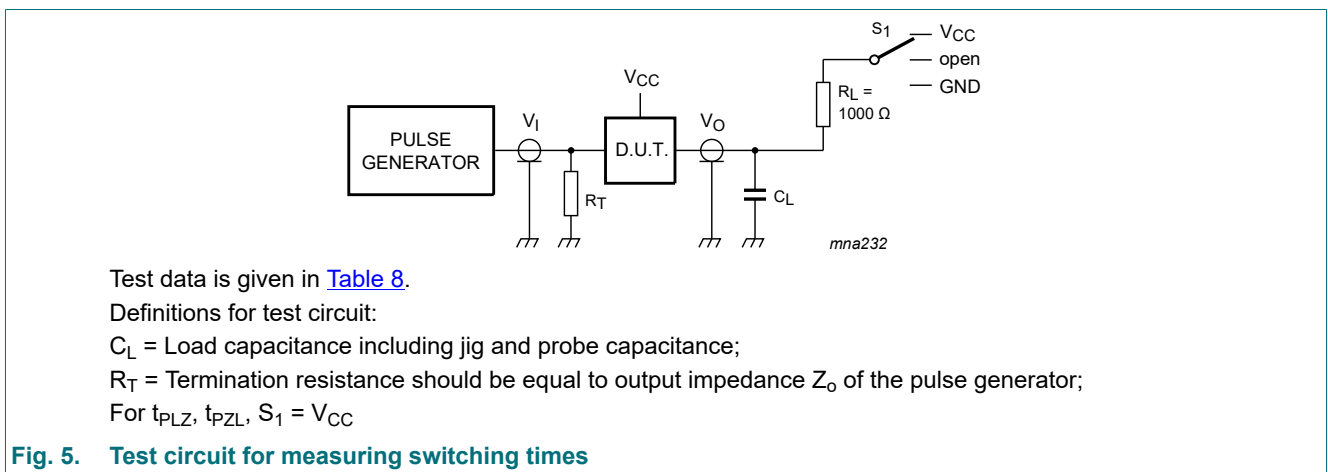 S1
VCC
open
GND
VCC
RL =
1000 Ω
VI
VO
PULSE
GENERATOR
D.U.T.
RT
CL
mna232
Test data is given in Table 8.
Definitions for test circuit:
CL = Load capacitance including jig and probe capacitance;
RT = Termination resistance should be equal to output impedance Zo of the pulse generator;
For tPLZ, tPZL, S1 = VCC
Fig. 5. Test circuit for measuring switching times